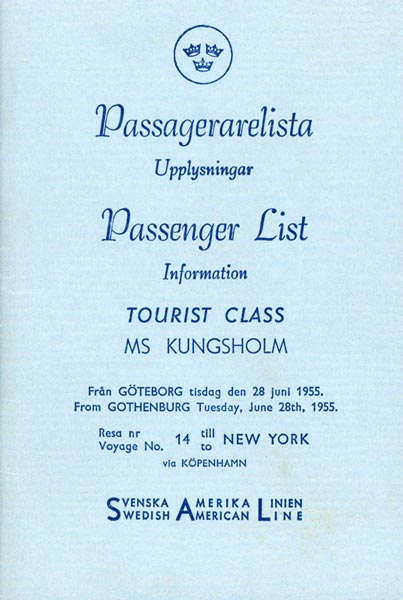 Passagerarelista
Upplysningar
Passenger List
Information
TOURIST CLASS
MS KUNGSHOLM
Från GÖTEBORG tisdag den 28 juni 1955.
From GOTHENBURG Tuesday, June 28th, 1955.
Resa nr 14 till NEW YORK
Voyage No. to
via KÖPENHAMN
SVENSKA AMERIKA LINIEN
SWEDISH AMERICAN LINE